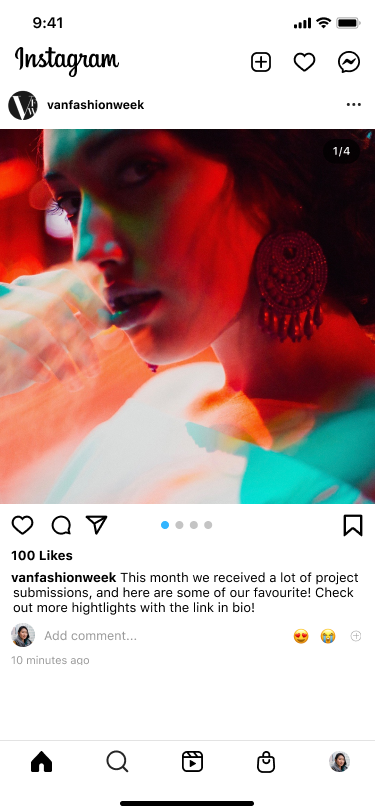 9:41
Instagram
vanfashionweek
1/4
100 Likes
vanfashionweek This month we received a lot of project
submissions, and here are some of our favourite! Check
out more hightlights with the link in bio!
Add comment...
10 minutes ago